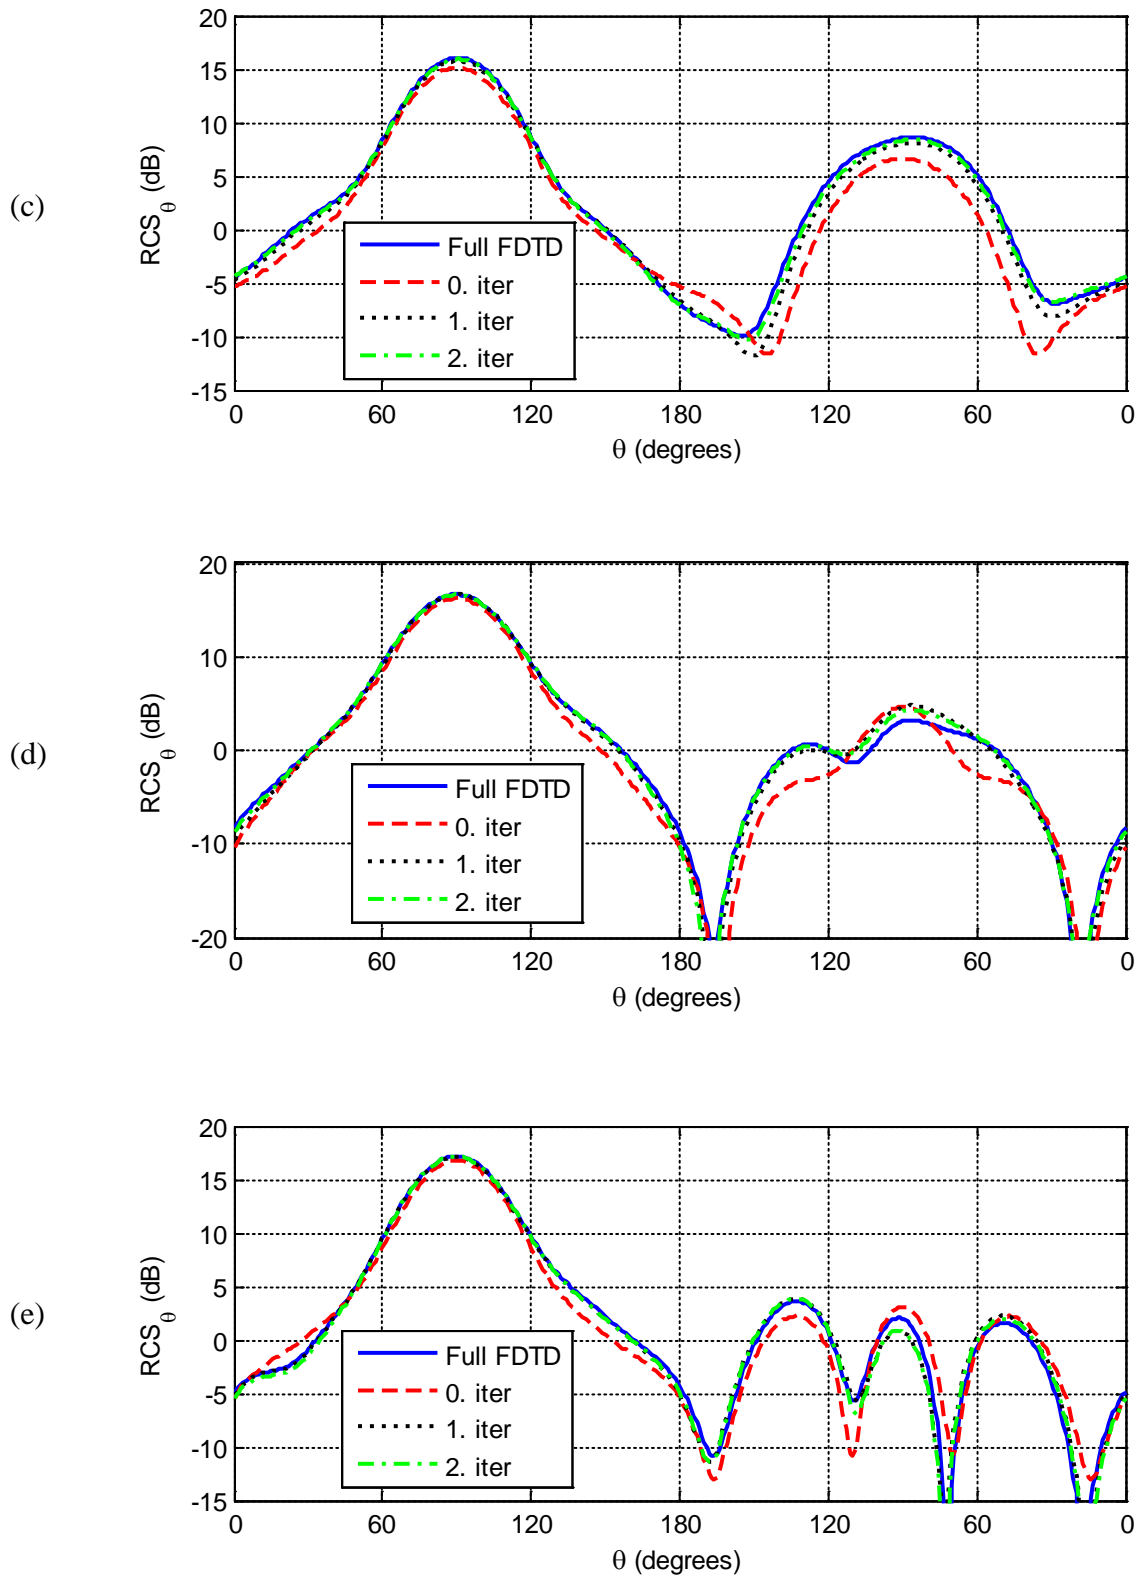 (c)
RCSθ (dB)
20
15
10
5
0
-5
-10
-15
Full FDTD
0. iter
1. iter
2. iter
0 60 120 180 120 60 0
θ (degrees)
(d)
RCSθ (dB)
20
10
0
-10
-20
Full FDTD
0. iter
1. iter
2. iter
0 60 120 180 120 60 0
θ (degrees)
(e)
RCSθ (dB)
20
15
10
5
0
-5
-10
-15
Full FDTD
0. iter
1. iter
2. iter
0 60 120 180 120 60 0
θ (degrees)